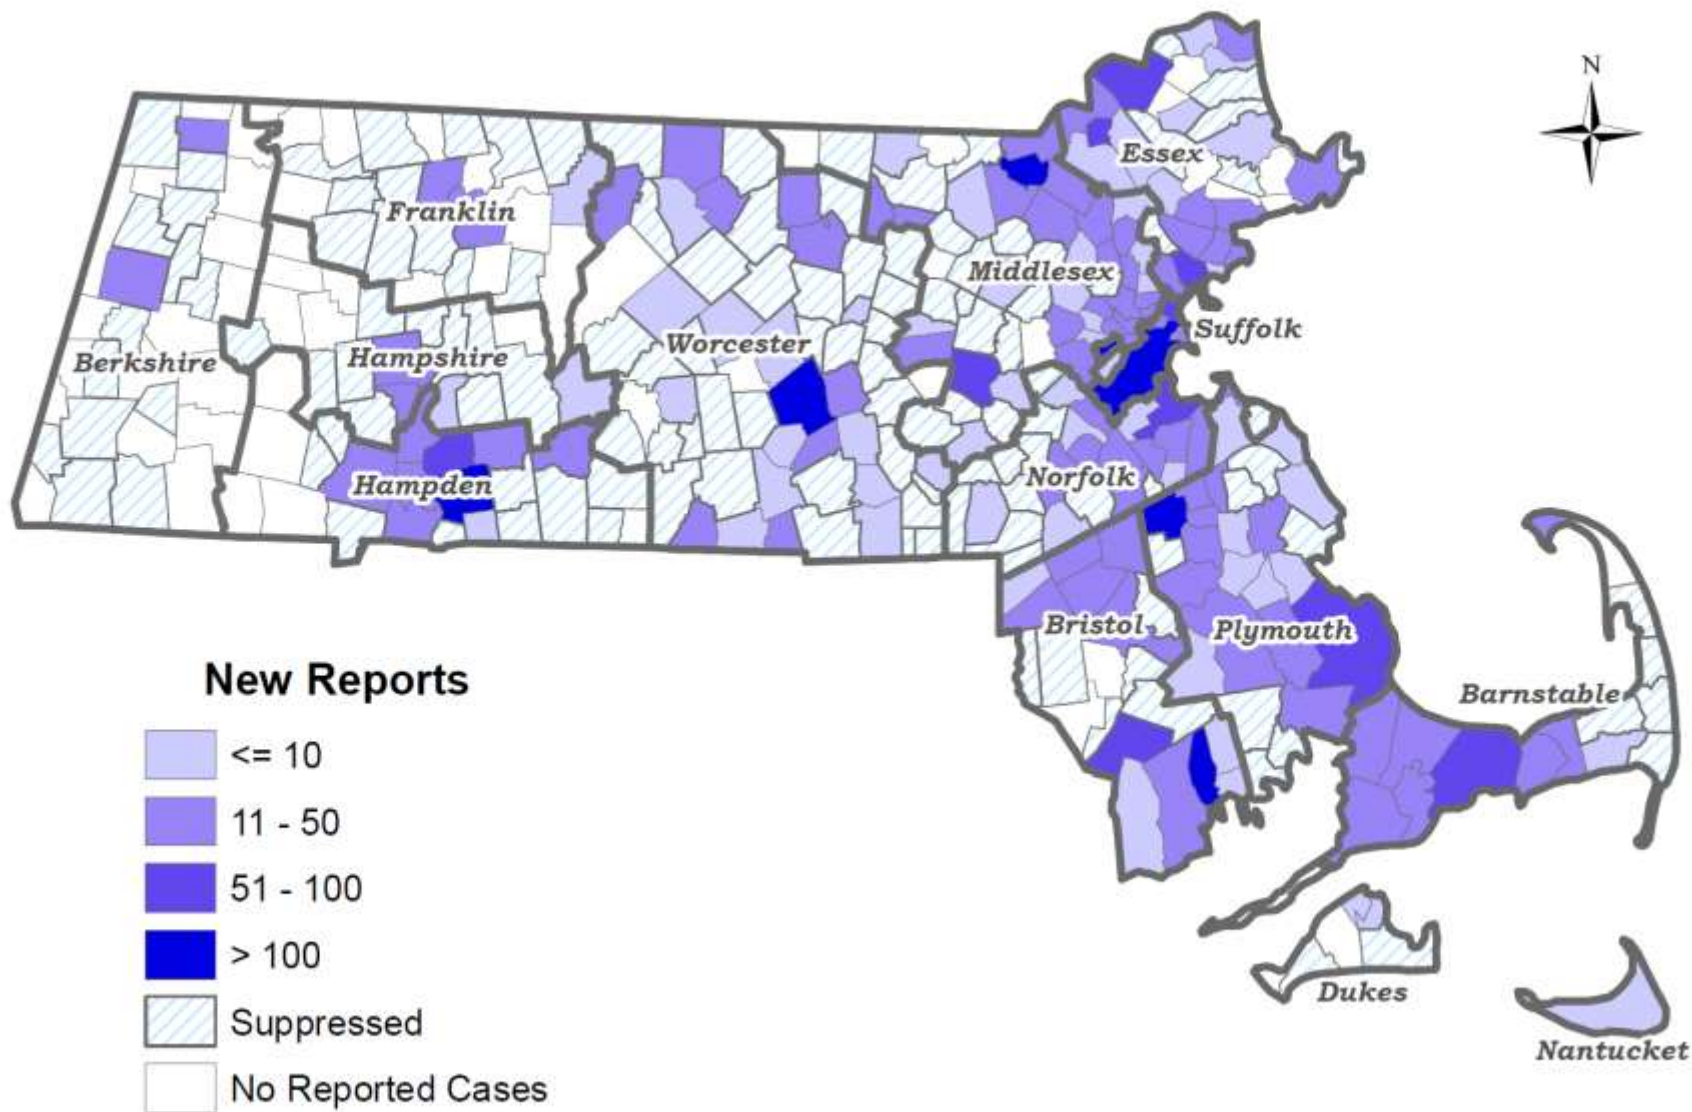 N
Essex
Franklin
Middlesex
Suffolk
Worcester
Hampshire
Berkshire
Norfolk
Hampden
Bristol
Plymouth
Barnstable
Dukes
Nantucket
New Reports
<= 10
11 - 50
51 - 100
> 100
Suppressed
No Reported Cases